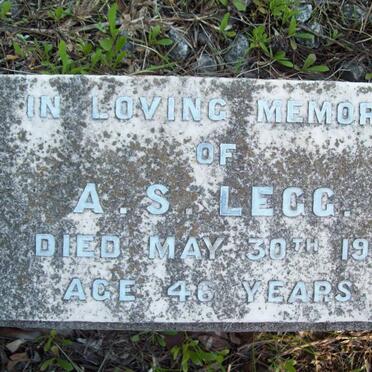 IN LOVING MEMOR
OF
A. S. LEGG.
DIED MAY 30TH 19
AGE 46 YEARS.